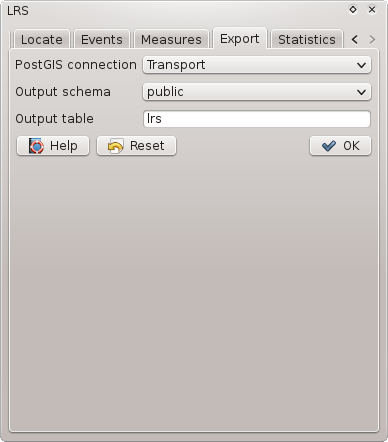 LRS
Locate Events Measures Export Statistics
PostGIS connection Transport
Output schema public
Output table lrs
Help Reset OK